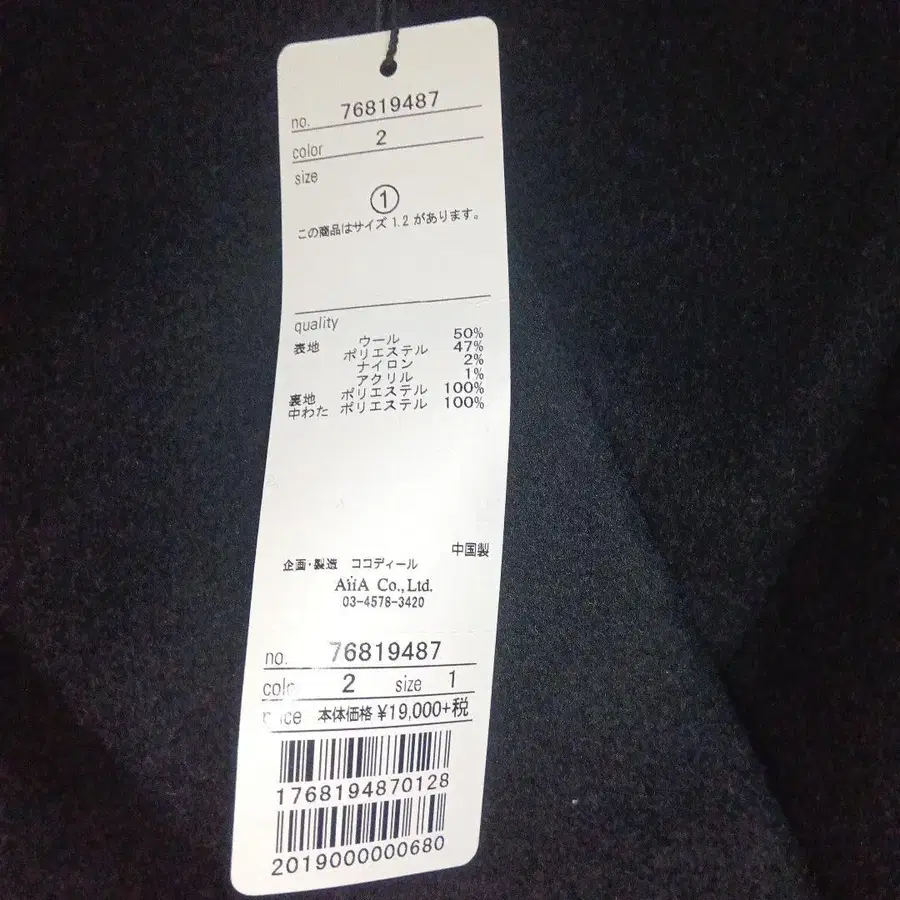 no. 76819487
color 2
size
①
この商品はサイズ 1.2 があります。
quality
表地 ウール 50%
ポリエステル 47%
ナイロン 2%
アクリル 1%
裏地 ポリエステル 100%
中わた ポリエステル 100%
中国製
企画・製造 ココディール
AïiA Co., Ltd.
03-4578-3420
no. 76819487
color 2 size 1
price 本体価格 ¥19,000+税
1768194870128
2019000000680